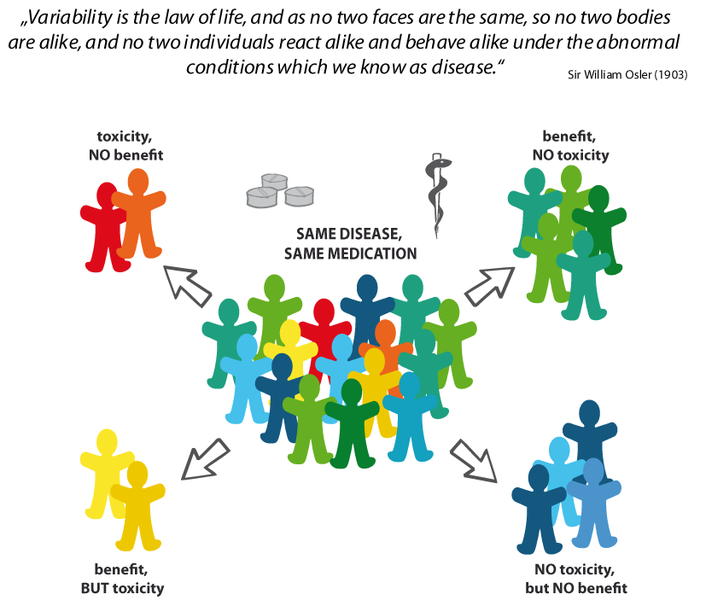 „Variability is the law of life, and as no two faces are the same, so no two bodies
are alike, and no two individuals react alike and behave alike under the abnormal
conditions which we know as disease.“
Sir William Osler (1903)
toxicity,
NO benefit
benefit,
NO toxicity
SAME DISEASE,
SAME MEDICATION
benefit,
BUT toxicity
NO toxicity,
but NO benefit